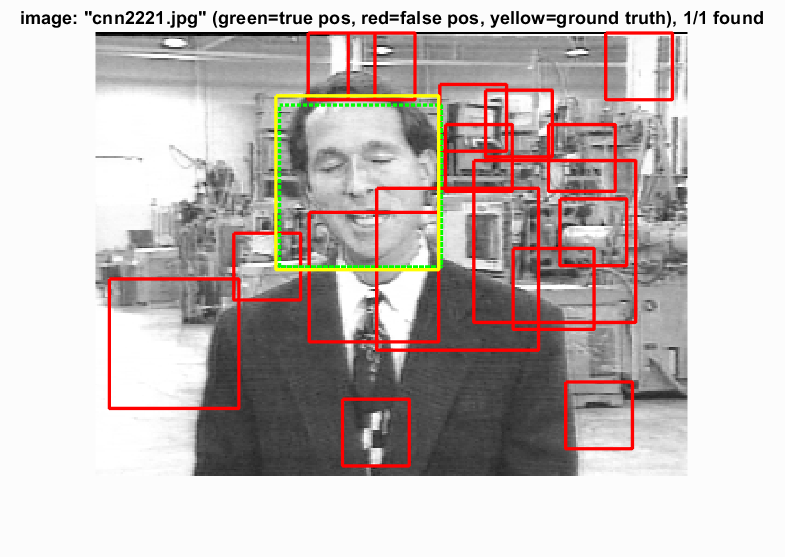 image: "cnn2221.jpg" (green=true pos, red=false pos, yellow=ground truth), 1/1 found